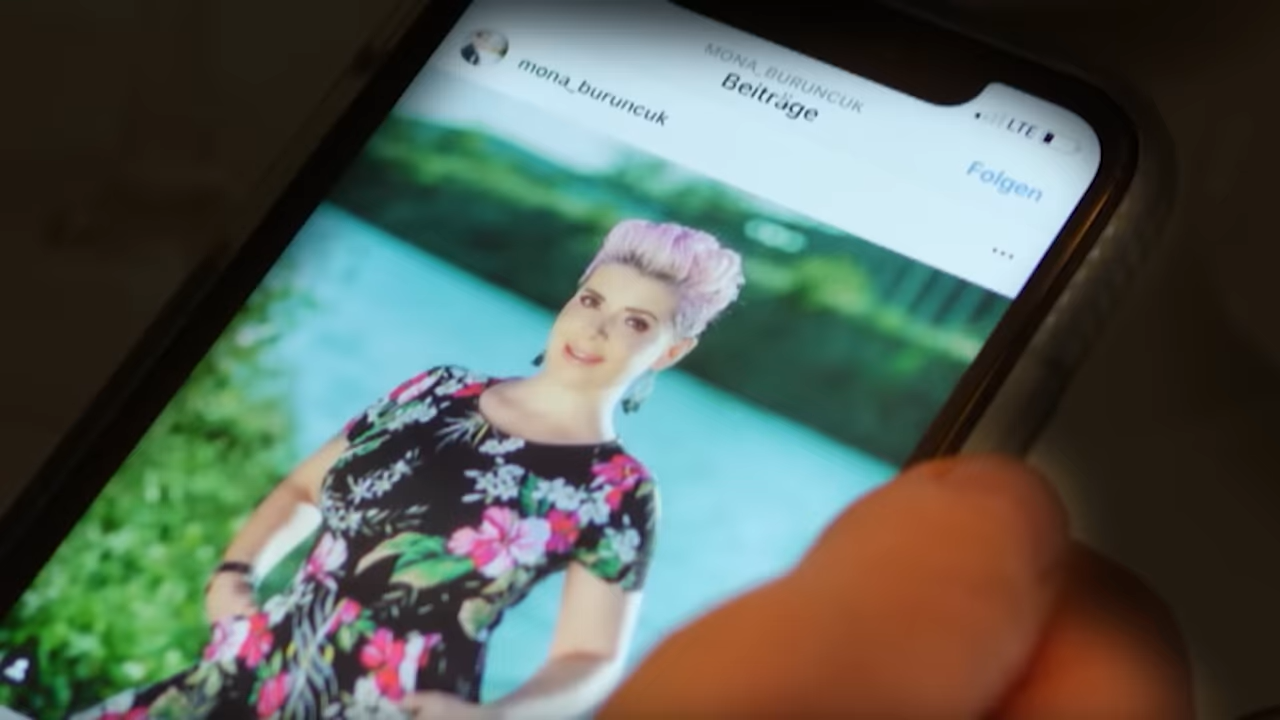 MONA_BURUNCUK
Beiträge
LTE
mona_buruncuk
Folgen
...